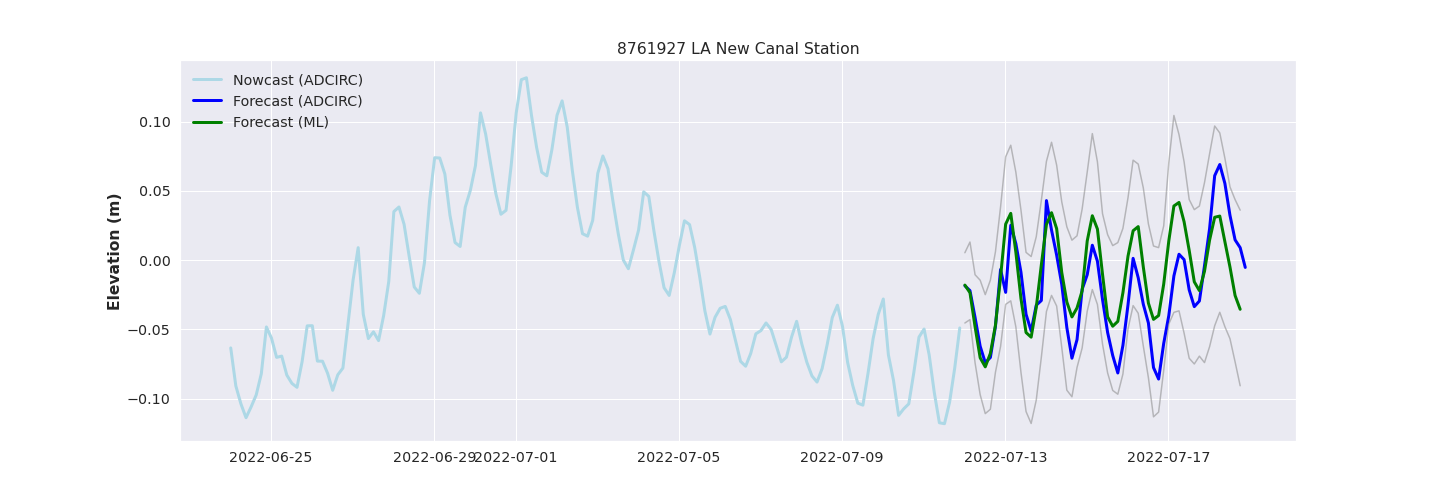 8761927 LA New Canal Station
Nowcast (ADCIRC)
Forecast (ADCIRC)
Forecast (ML)
Elevation (m)
0.10
0.05
0.00
−0.05
−0.10
2022-06-25
2022-06-29
2022-07-01
2022-07-05
2022-07-09
2022-07-13
2022-07-17